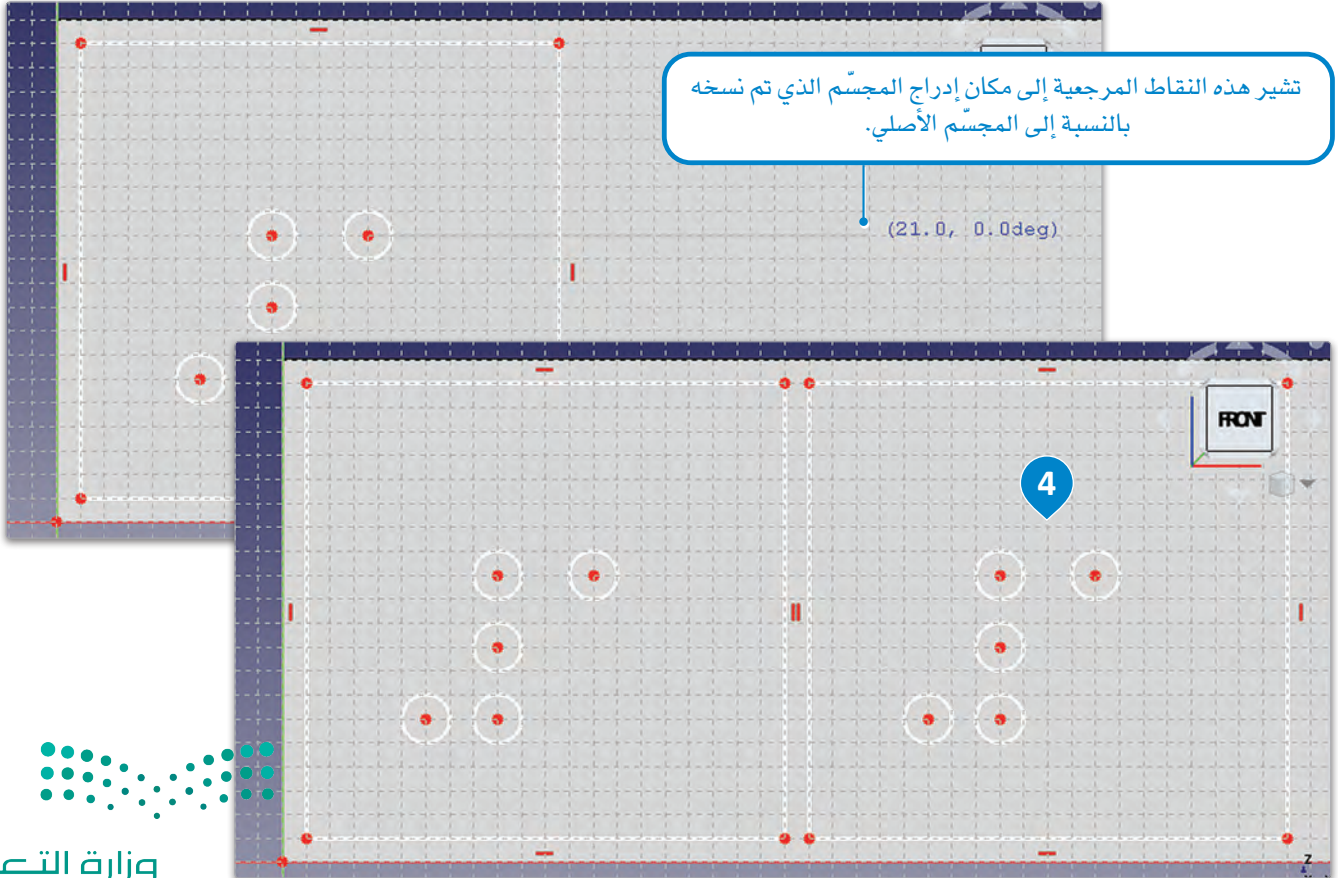 تشير هذه النقاط المرجعية إلى مكان إدراج المجسّم الذي تم نسخه
بالنسبة إلى المجسّم الأصلي.
(21.0, 0.0deg)
FRONT
4
Z
وزارة التعـ